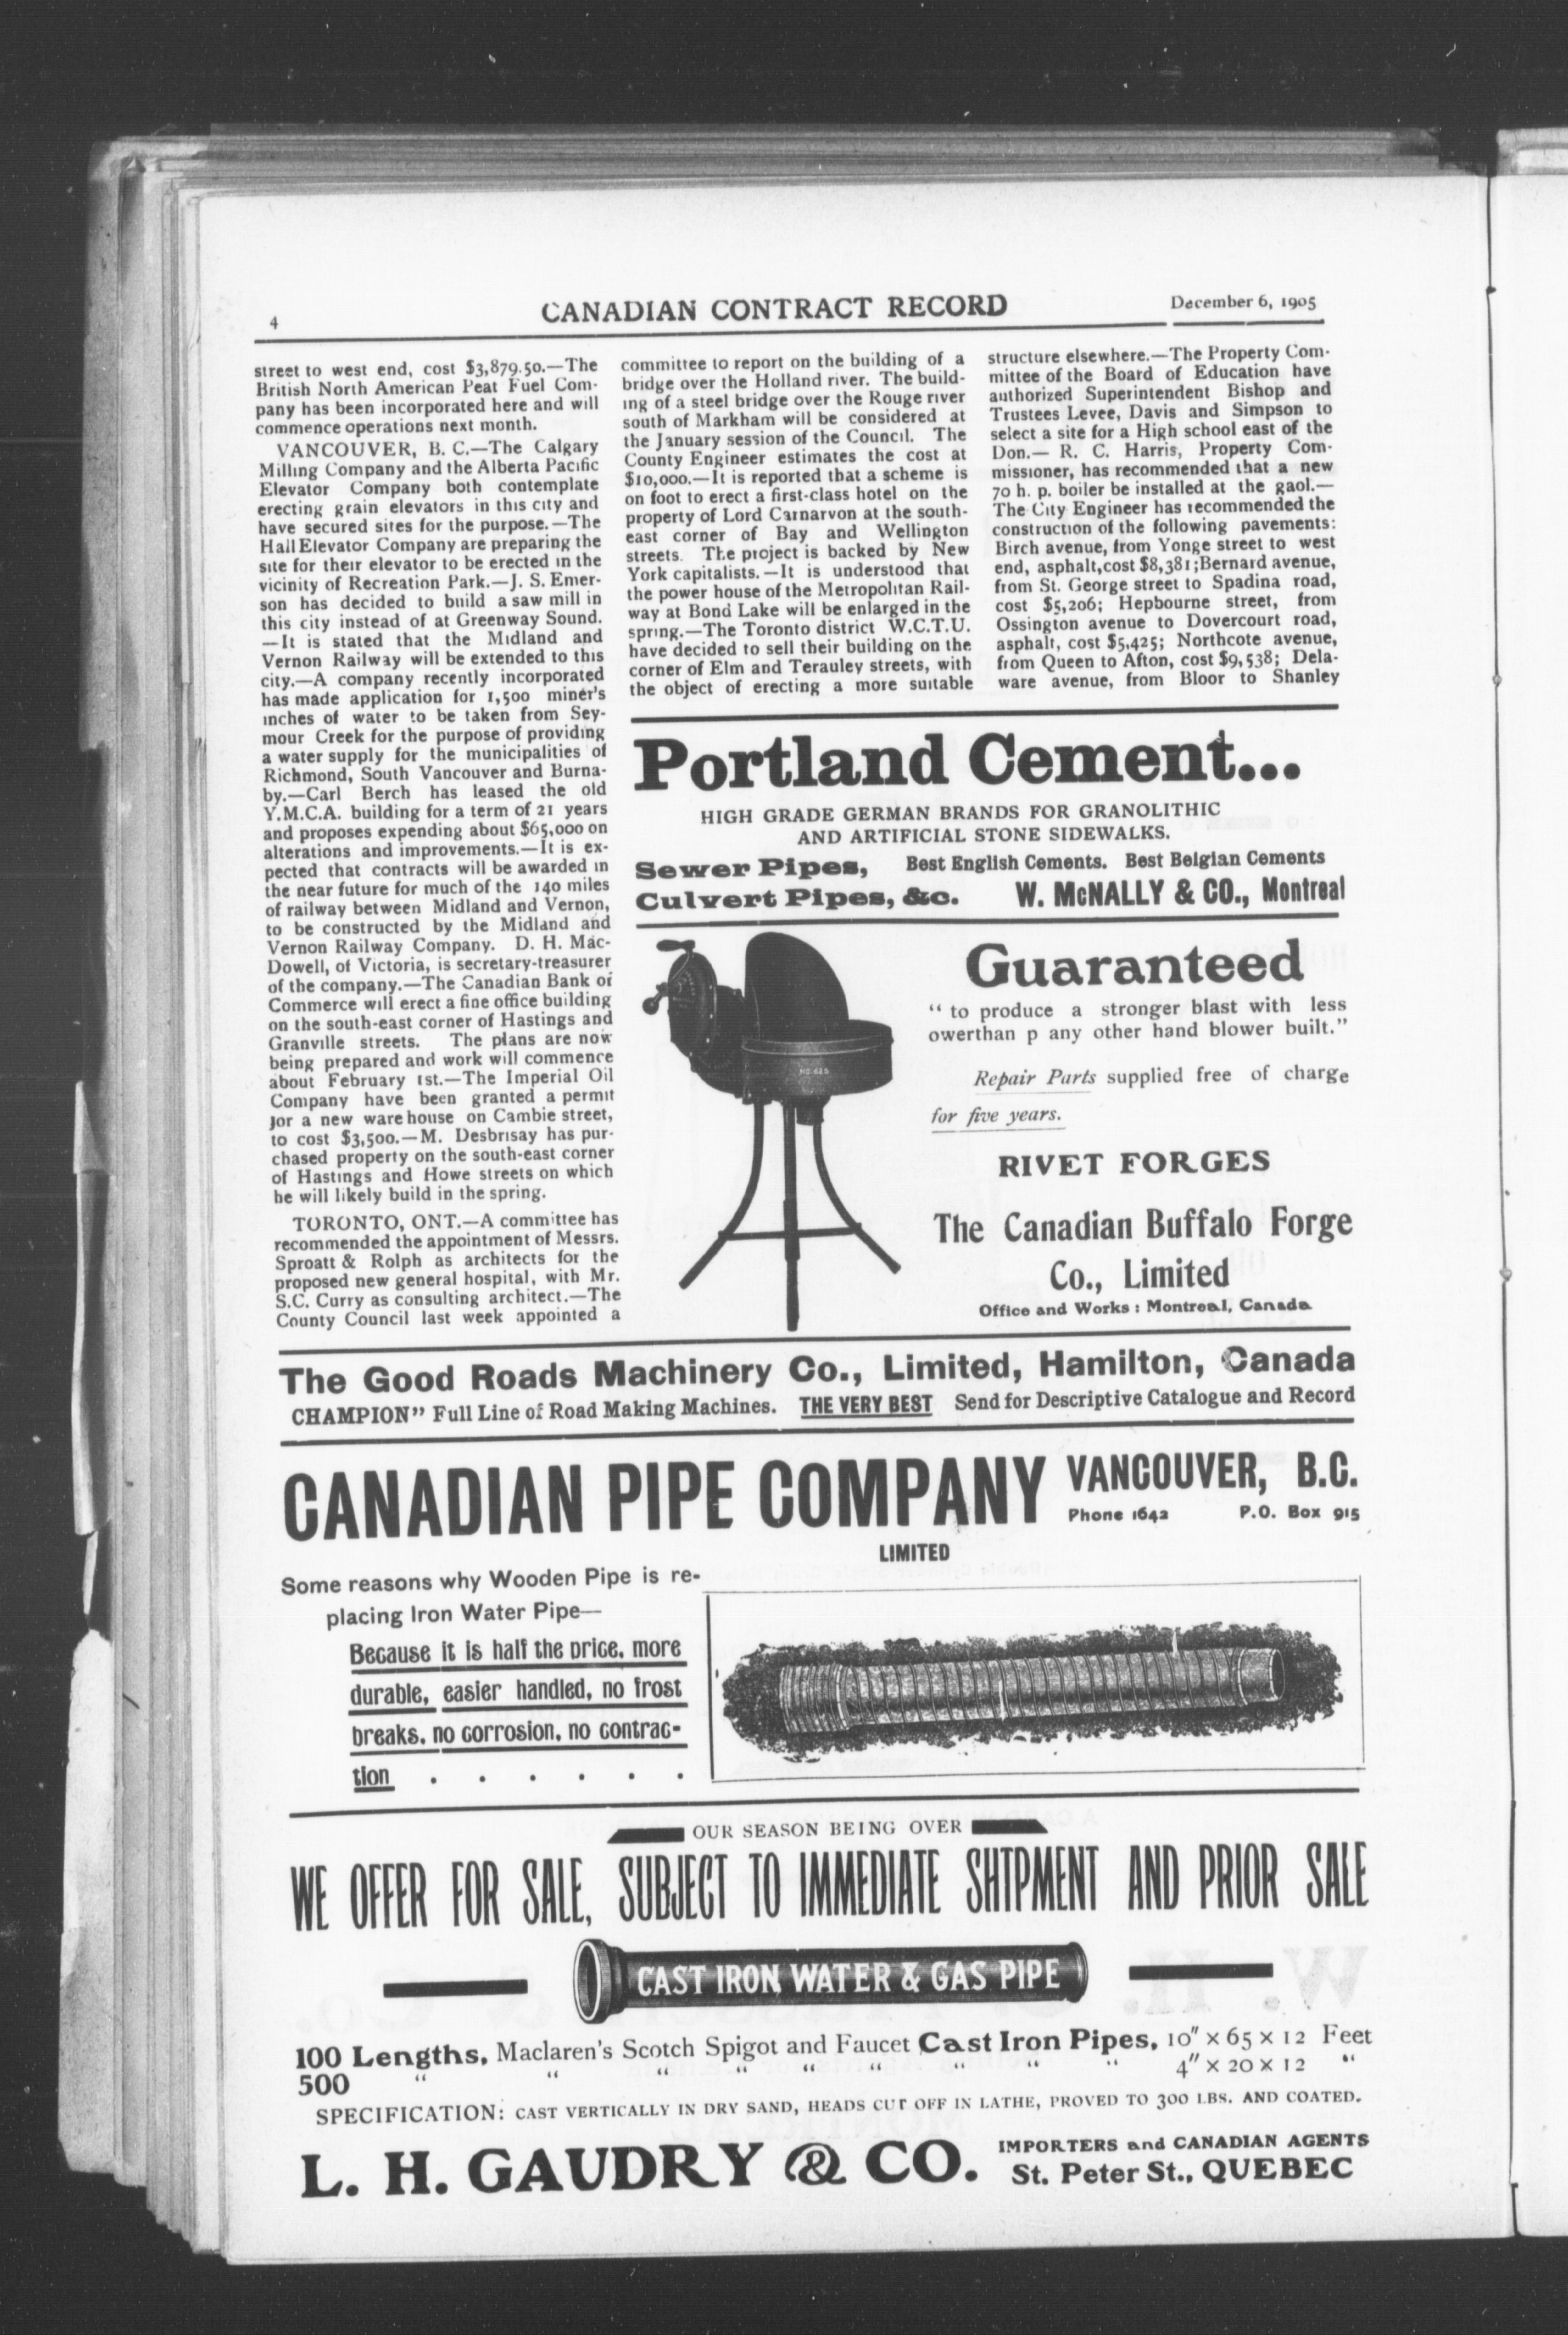 4
CANADIAN CONTRACT RECORD
December 6, 1905
street to west end, cost $3,879.50.—The
British North American Peat Fuel Com-
pany has been incorporated here and will
commence operations next month.
VANCOUVER, B. C.—The Calgary
Milling Company and the Alberta Pacific
Elevator Company both contemplate
erecting grain elevators in this city and
have secured sites for the purpose.—The
Hall Elevator Company are preparing the
site for their elevator to be erected in the
vicinity of Recreation Park.—J. S. Emer-
son has decided to build a saw mill in
this city instead of at Greenway Sound.
—It is stated that the Midland and
Vernon Railway will be extended to this
city.—A company recently incorporated
has made application for 1,500 miner's
inches of water to be taken from Sey-
mour Creek for the purpose of providing
a water supply for the municipalities of
Richmond, South Vancouver and Burna-
by.—Carl Berch has leased the old
Y.M.C.A. building for a term of 21 years
and proposes expending about $65,000 on
alterations and improvements.—It is ex-
pected that contracts will be awarded in
the near future for much of the 140 miles
of railway between Midland and Vernon,
to be constructed by the Midland and
Vernon Railway Company. D. H. Mac-
Dowell, of Victoria, is secretary-treasurer
of the company.—The Canadian Bank of
Commerce will erect a fine office building
on the south-east corner of Hastings and
Granville streets. The plans are now
being prepared and work will commence
about February 1st.—The Imperial Oil
Company have been granted a permit
jor a new warehouse on Cambie street,
to cost $3,500.—M. Desbrisay has pur-
chased property on the south-east corner
of Hastings and Howe streets on which
he will likely build in the spring.
TORONTO, ONT.—A committee has
recommended the appointment of Messrs.
Sproatt & Rolph as architects for the
proposed new general hospital, with Mr.
S.C. Curry as consulting architect.—The
County Council last week appointed a
committee to report on the building of a
bridge over the Holland river. The build-
ing of a steel bridge over the Rouge river
south of Markham will be considered at
the January session of the Council. The
County Engineer estimates the cost at
$10,000.—It is reported that a scheme is
on foot to erect a first-class hotel on the
property of Lord Carnarvon at the south-
east corner of Bay and Wellington
streets. The project is backed by New
York capitalists.—It is understood that
the power house of the Metropolitan Rail-
way at Bond Lake will be enlarged in the
spring.—The Toronto district W.C.T.U.
have decided to sell their building on the
corner of Elm and Terauley streets, with
the object of erecting a more suitable
structure elsewhere.—The Property Com-
mittee of the Board of Education have
authorized Superintendent Bishop and
Trustees Levee, Davis and Simpson to
select a site for a High school east of the
Don.— R. C. Harris, Property Com-
missioner, has recommended that a new
70 h. p. boiler be installed at the gaol.—
The City Engineer has recommended the
construction of the following pavements:
Birch avenue, from Yonge street to west
end, asphalt,cost $8,381;Bernard avenue,
from St. George street to Spadina road,
cost $5,206; Hepbourne street, from
Ossington avenue to Dovercourt road,
asphalt, cost $5,425; Northcote avenue,
from Queen to Afton, cost $9,538; Dela-
ware avenue, from Bloor to Shanley
Portland Cement...
HIGH GRADE GERMAN BRANDS FOR GRANOLITHIC
AND ARTIFICIAL STONE SIDEWALKS.
Sewer Pipes, Best English Cements. Best Belgian Cements
Culvert Pipes, &c. W. McNALLY & CO., Montreal
NO 625
Guaranteed
“ to produce a stronger blast with less
owerthan p any other hand blower built.”
Repair Parts supplied free of charge
for five years.
RIVET FORGES
The Canadian Buffalo Forge
Co., Limited
Office and Works : Montreal, Canada
The Good Roads Machinery Co., Limited, Hamilton, Canada
CHAMPION” Full Line of Road Making Machines. THE VERY BEST Send for Descriptive Catalogue and Record
CANADIAN PIPE COMPANY VANCOUVER, B.C.
Phone 1642 P.O. Box 915
LIMITED
Some reasons why Wooden Pipe is re-
placing Iron Water Pipe—
Because it is half the price, more
durable, easier handled, no frost
breaks, no corrosion, no contrac-
tion . . . . . .
OUR SEASON BEING OVER
WE OFFER FOR SALE, SUBJECT TO IMMEDIATE SHTPMENT AND PRIOR SALE
CAST IRON WATER & GAS PIPE
100 Lengths, Maclaren's Scotch Spigot and Faucet Cast Iron Pipes, 10" x 65 x 12 Feet
500 “ “ “ “ “ “ “ “ “ 4" x 20 x 12 “
SPECIFICATION: CAST VERTICALLY IN DRY SAND, HEADS CUT OFF IN LATHE, PROVED TO 300 LBS. AND COATED.
L. H. GAUDRY & CO. IMPORTERS and CANADIAN AGENTS
St. Peter St., QUEBEC